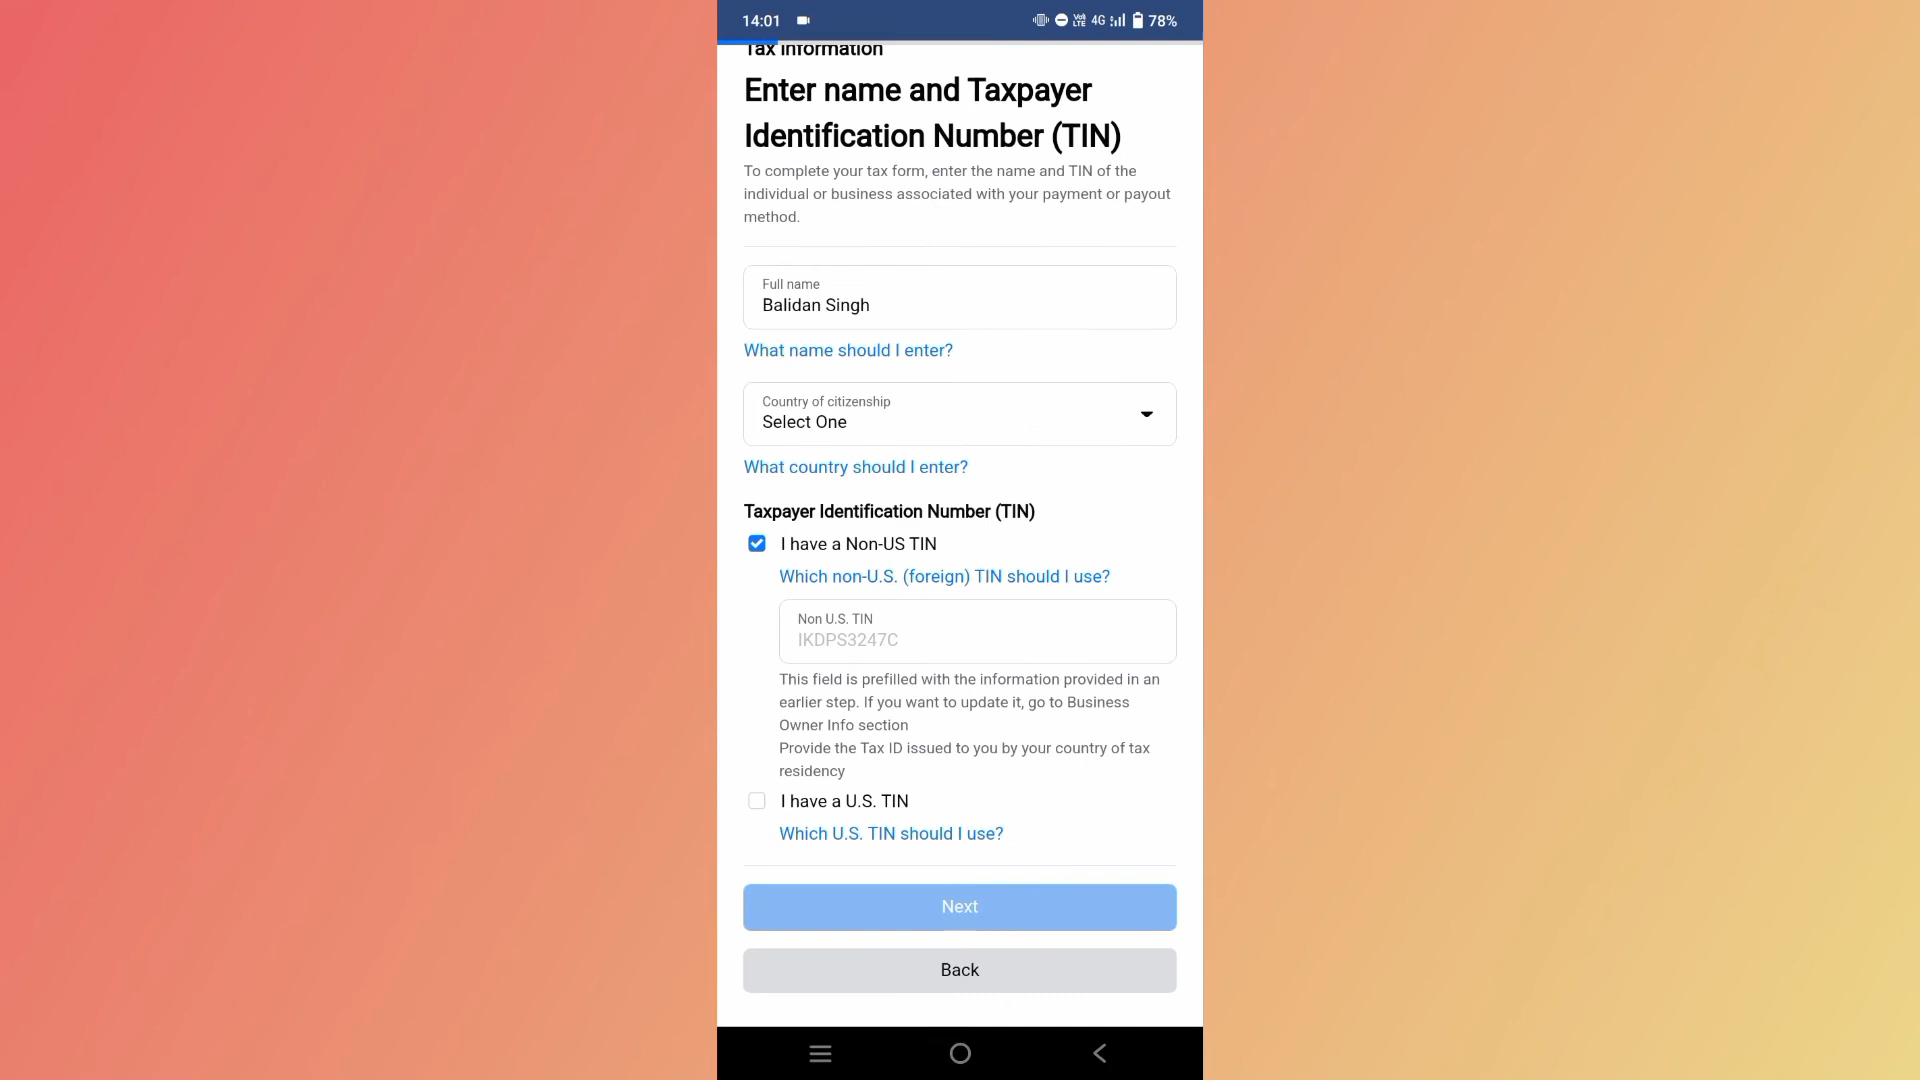 14:01 4G 78%
Tax information
Enter name and Taxpayer
Identification Number (TIN)
To complete your tax form, enter the name and TIN of the
individual or business associated with your payment or payout
method.
Full name
Balidan Singh
What name should I enter?
Country of citizenship
Select One
What country should I enter?
Taxpayer Identification Number (TIN)
I have a Non-US TIN
Which non-U.S. (foreign) TIN should I use?
Non U.S. TIN
IKDPS3247C
This field is prefilled with the information provided in an
earlier step. If you want to update it, go to Business
Owner Info section
Provide the Tax ID issued to you by your country of tax
residency
I have a U.S. TIN
Which U.S. TIN should I use?
Next
Back